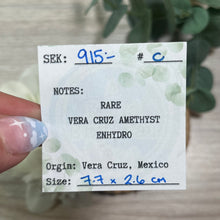 SEK: 915:- # C
NOTES:
RARE
VERA CRUZ AMETHYST
ENHYDRO
Orgin: Vera Cruz, Mexico
Size: 7.7 x 2.6 cm